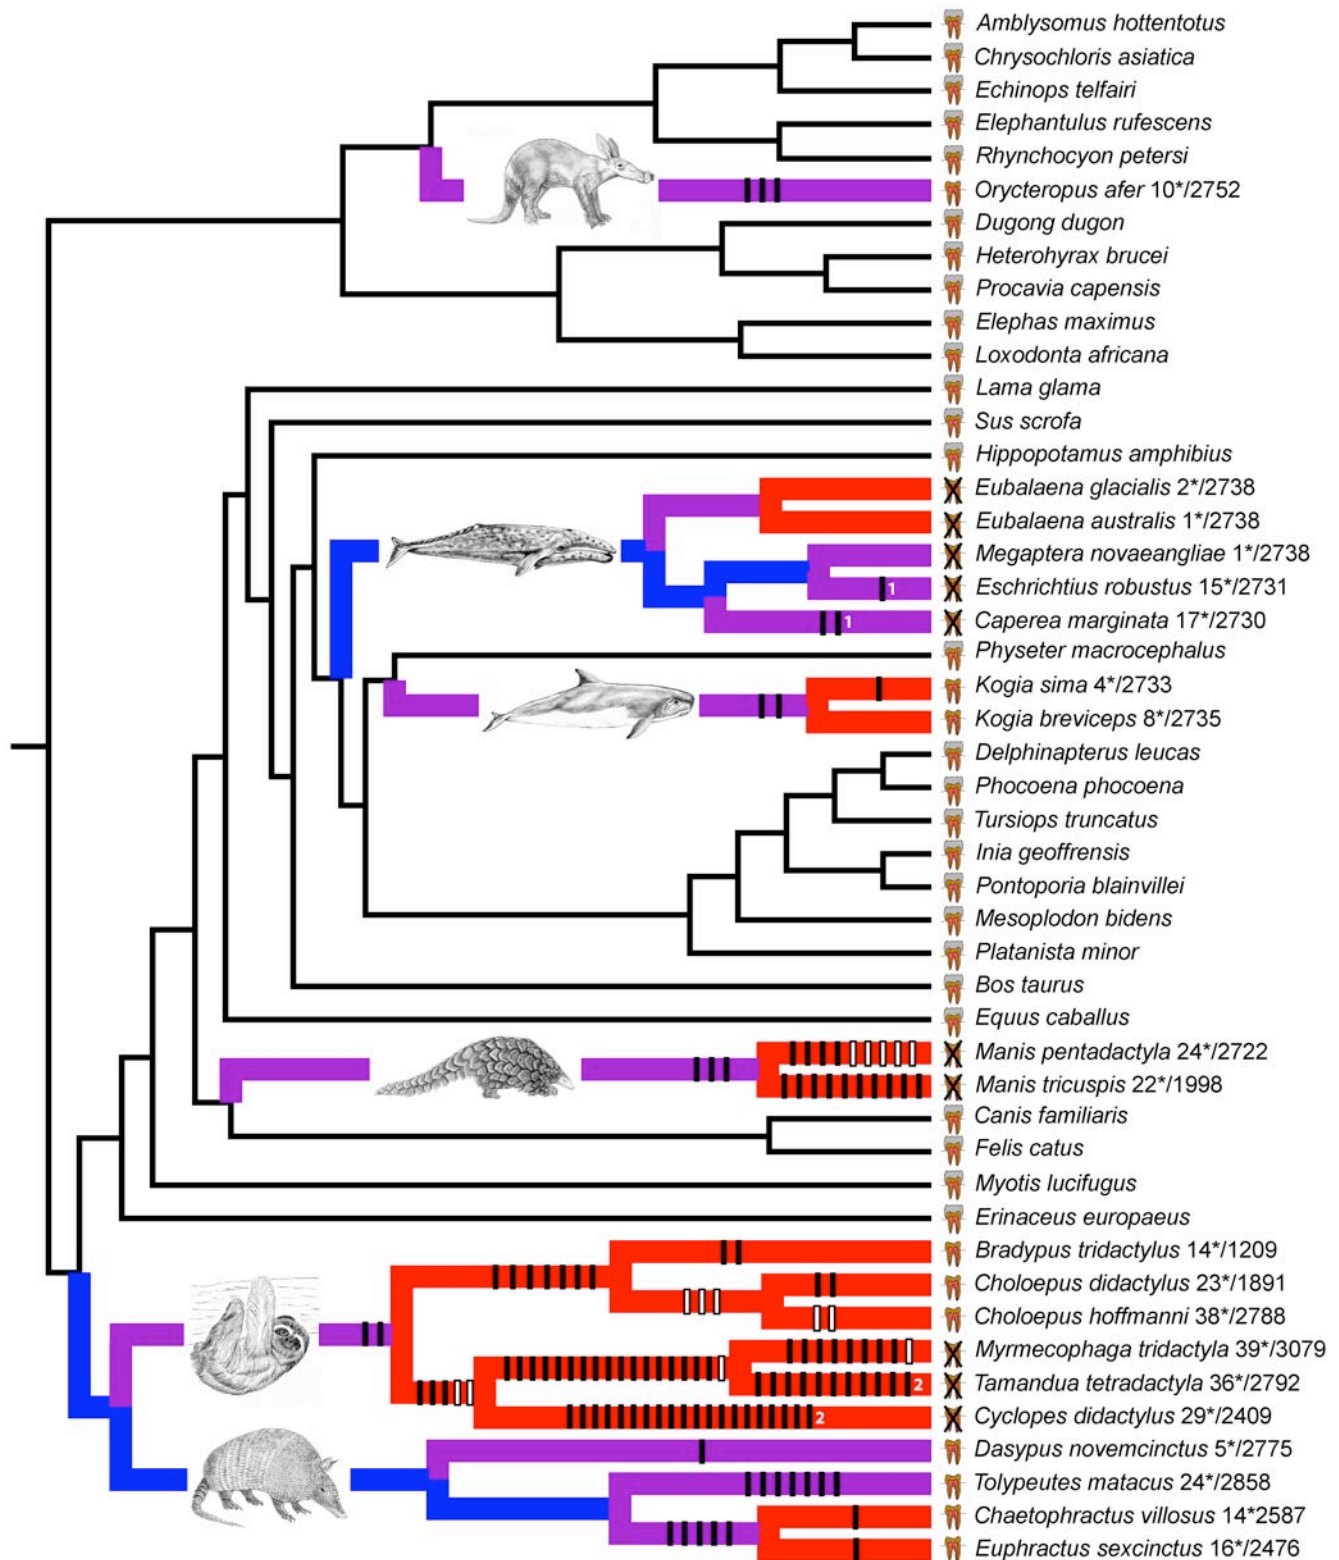 Amblysomus hottentotus
Chrysochloris asiatica
Echinops telfairi
Elephantulus rufescens
Rhynchocyon petersi
Orycteropus afer 10*/2752
Dugong dugon
Heterohyrax brucei
Procavia capensis
Elephas maximus
Loxodonta africana
Lama glama
Sus scrofa
Hippopotamus amphibius
Eubalaena glacialis 2*/2738
Eubalaena australis 1*/2738
Megaptera novaeangliae 1*/2738
1 Eschrichtius robustus 15*/2731
1 Caperea marginata 17*/2730
Physeter macrocephalus
Kogia sima 4*/2733
Kogia breviceps 8*/2735
Delphinapterus leucas
Phocoena phocoena
Tursiops truncatus
Inia geoffrensis
Pontoporia blainvillei
Mesoplodon bidens
Platanista minor
Bos taurus
Equus caballus
Manis pentadactyla 24*/2722
Manis tricuspis 22*/1998
Canis familiaris
Felis catus
Myotis lucifugus
Erinaceus europaeus
Bradypus tridactylus 14*/1209
Choloepus didactylus 23*/1891
Choloepus hoffmanni 38*/2788
Myrmecophaga tridactyla 39*/3079
2 Tamandua tetradactyla 36*/2792
2 Cyclopes didactylus 29*/2409
Dasypus novemcinctus 5*/2775
Tolypeutes matacus 24*/2858
Chaetophractus villosus 14*2587
Euphractus sexcinctus 16*/2476